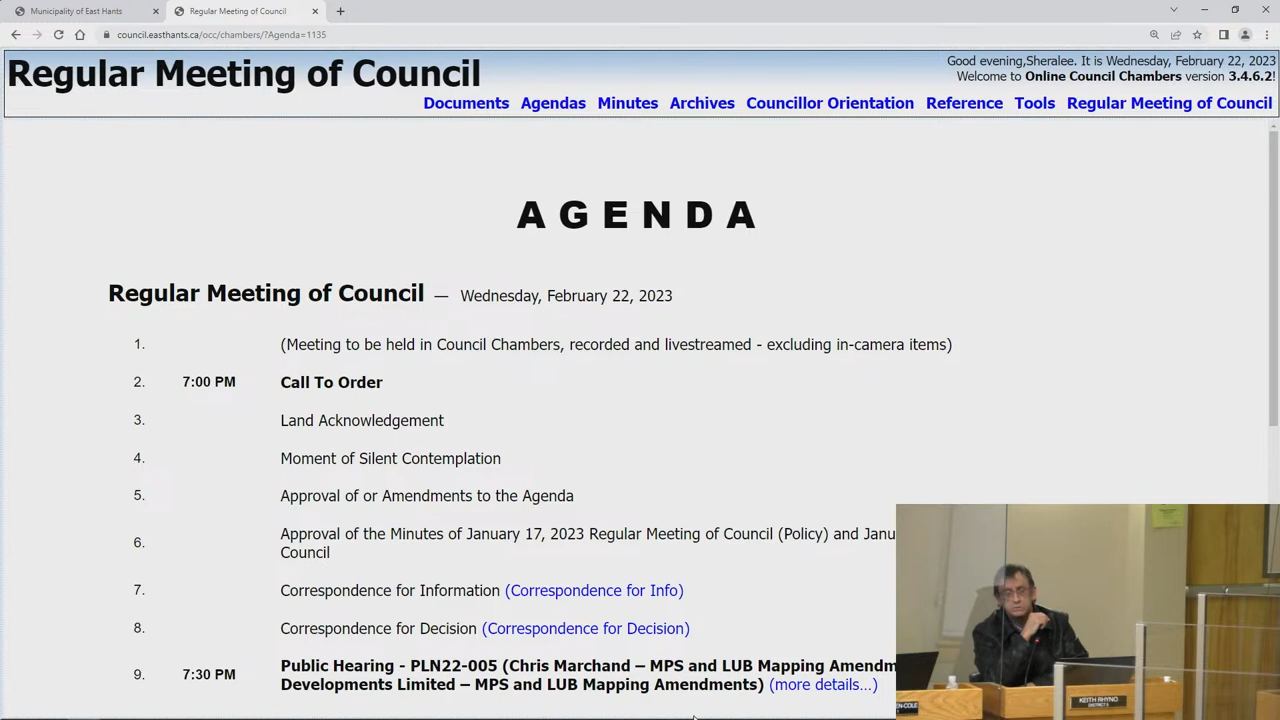 Municipality of East Hants
Regular Meeting of Council
council.easthants.ca/occ/chambers/?Agenda=1135
Regular Meeting of Council
Good evening,Sheralee. It is Wednesday, February 22, 2023
Welcome to Online Council Chambers version 3.4.6.2!
Documents Agendas Minutes Archives Councillor Orientation Reference Tools Regular Meeting of Council
A G E N D A
Regular Meeting of Council — Wednesday, February 22, 2023
1. (Meeting to be held in Council Chambers, recorded and livestreamed - excluding in-camera items)
2. 7:00 PM Call To Order
3. Land Acknowledgement
4. Moment of Silent Contemplation
5. Approval of or Amendments to the Agenda
6. Approval of the Minutes of January 17, 2023 Regular Meeting of Council (Policy) and Janu
Council
7. Correspondence for Information (Correspondence for Info)
8. Correspondence for Decision (Correspondence for Decision)
9. 7:30 PM Public Hearing - PLN22-005 (Chris Marchand – MPS and LUB Mapping Amendm
Developments Limited – MPS and LUB Mapping Amendments) (more details...)
EN-COLE
KEITH RHYNO